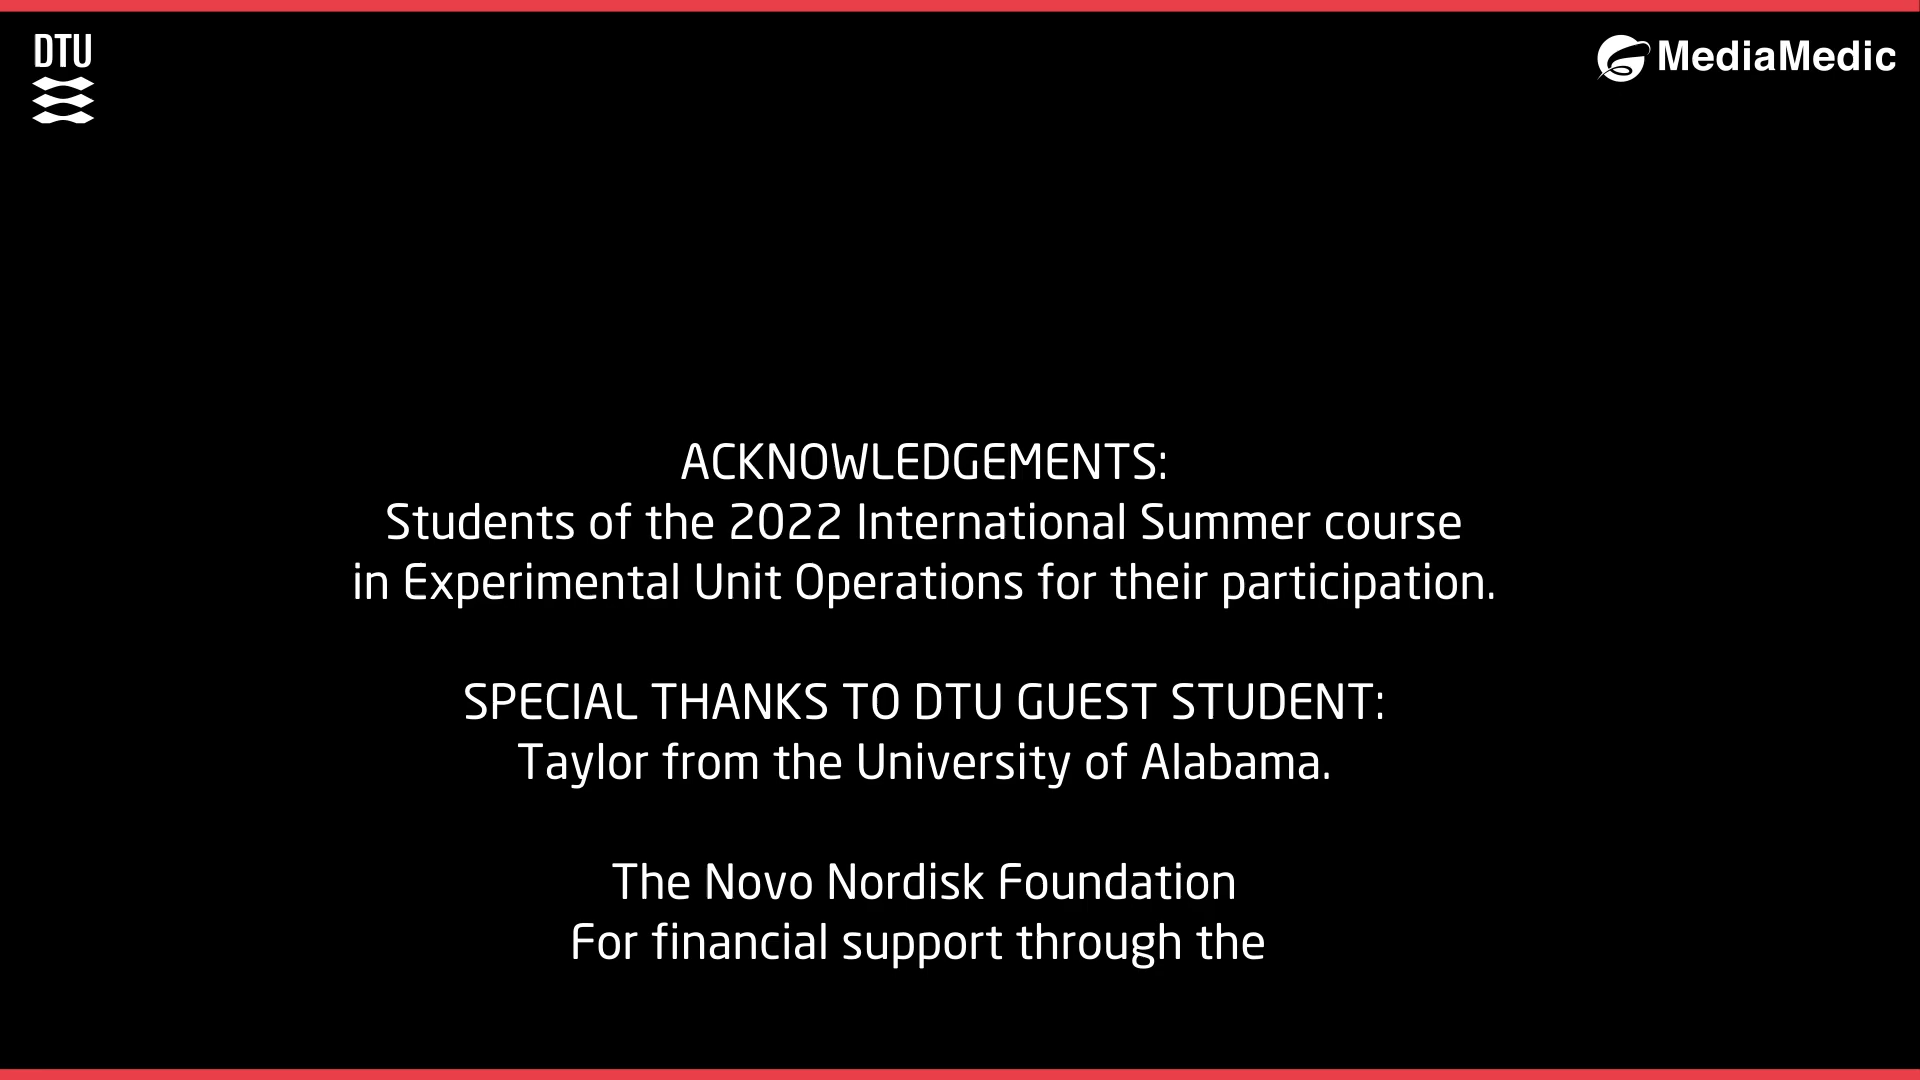 DTU
MediaMedic
ACKNOWLEDGEMENTS:
Students of the 2022 International Summer course
in Experimental Unit Operations for their participation.
SPECIAL THANKS TO DTU GUEST STUDENT:
Taylor from the University of Alabama.
The Novo Nordisk Foundation
For financial support through the